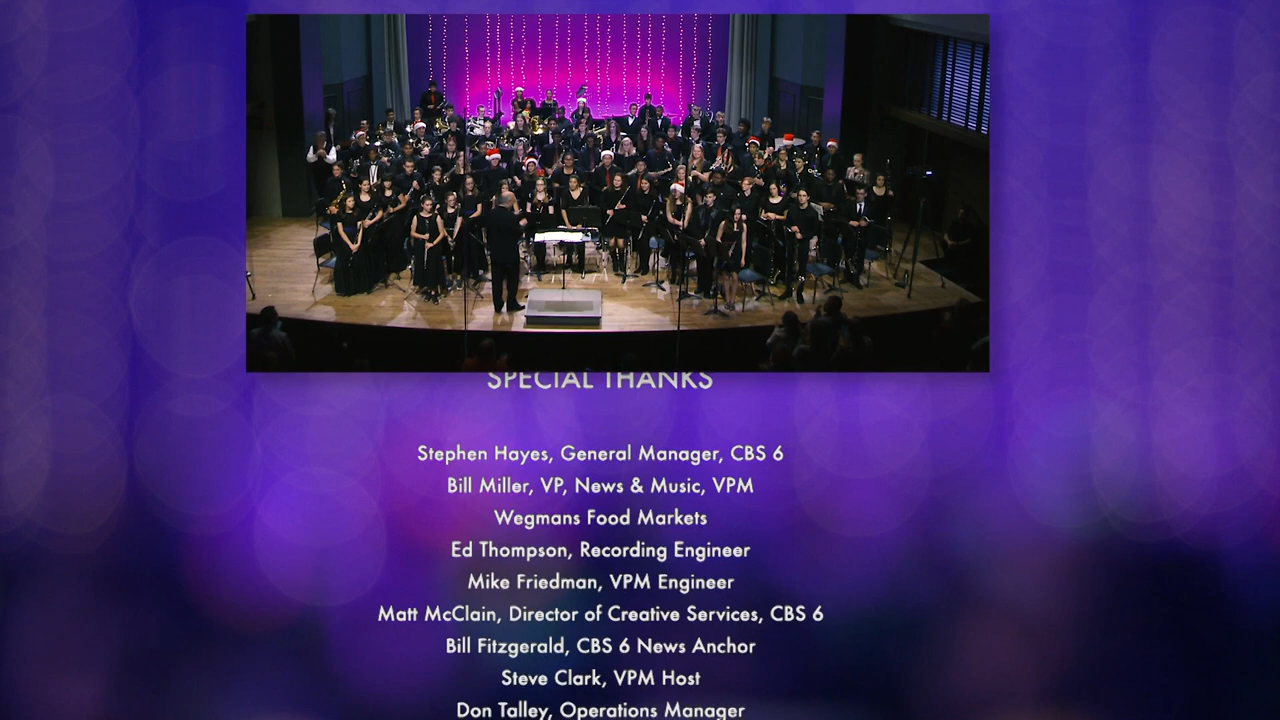 SPECIAL THANKS
Stephen Hayes, General Manager, CBS 6
Bill Miller, VP, News & Music, VPM
Wegmans Food Markets
Ed Thompson, Recording Engineer
Mike Friedman, VPM Engineer
Matt McClain, Director of Creative Services, CBS 6
Bill Fitzgerald, CBS 6 News Anchor
Steve Clark, VPM Host
Don Talley, Operations Manager